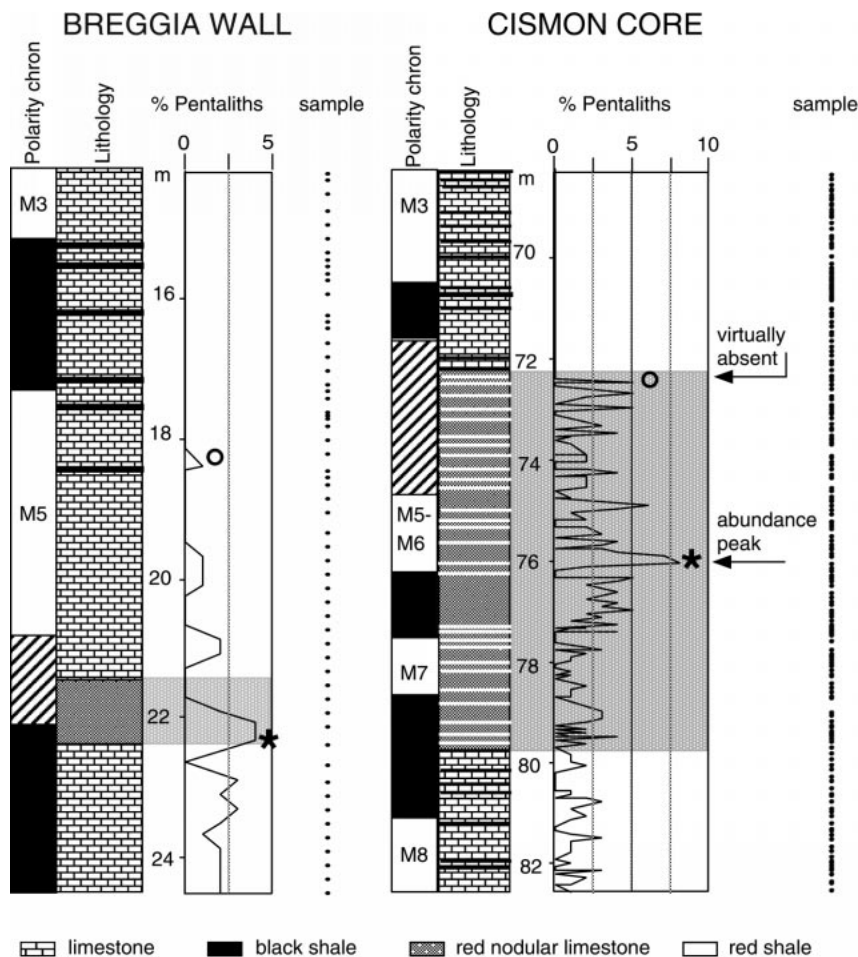 BREGGIA WALL
CISMON CORE
Polarity chron
Lithology
% Pentaliths
sample
0 5
m
M3
16
18
M5
20
22
24
Polarity chron
Lithology
% Pentaliths
sample
0 5 10
m
M3
70
72
74
M5-
M6
76
M7
78
80
M8
82
virtually
absent
abundance
peak
limestone black shale red nodular limestone red shale